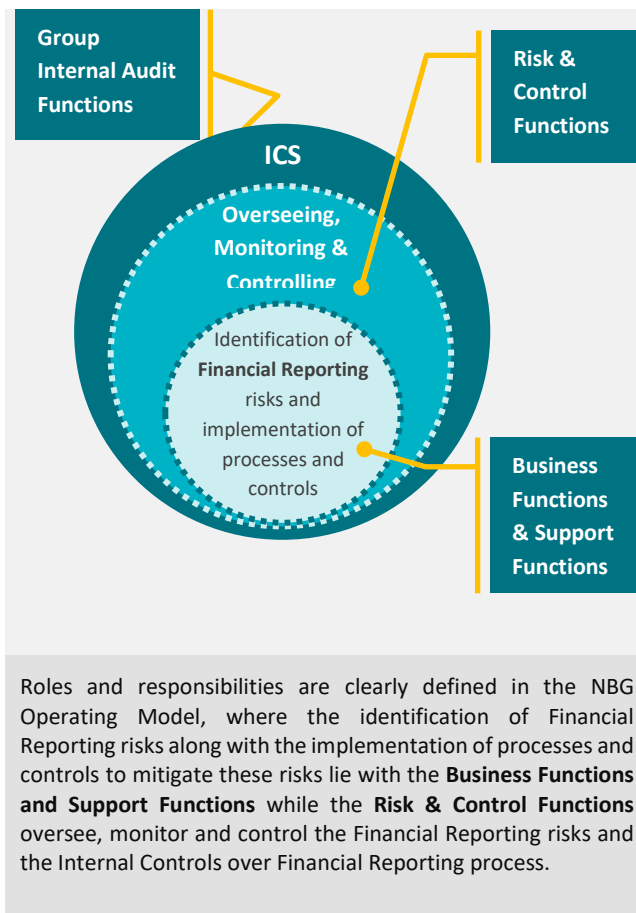 Group
Internal Audit
Functions
Risk &
Control
Functions
ICS
Overseeing,
Monitoring &
Controlling
Identification of
Financial Reporting
risks and
implementation of
processes and
controls
Business
Functions
& Support
Functions
Roles and responsibilities are clearly defined in the NBG
Operating Model, where the identification of Financial
Reporting risks along with the implementation of processes and
controls to mitigate these risks lie with the Business Functions
and Support Functions while the Risk & Control Functions
oversee, monitor and control the Financial Reporting risks and
the Internal Controls over Financial Reporting process.